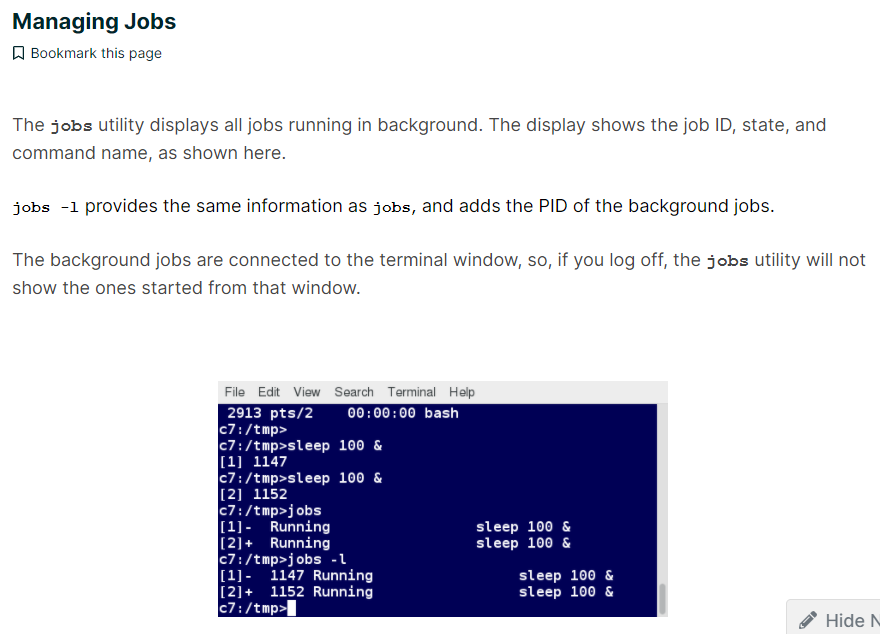 Managing Jobs
Bookmark this page
The jobs utility displays all jobs running in background. The display shows the job ID, state, and
command name, as shown here.
jobs -l provides the same information as jobs, and adds the PID of the background jobs.
The background jobs are connected to the terminal window, so, if you log off, the jobs utility will not
show the ones started from that window.
File Edit View Search Terminal Help
2913 pts/2    00:00:00 bash
c7:/tmp>
c7:/tmp>sleep 100 &
[1] 1147
c7:/tmp>sleep 100 &
[2] 1152
c7:/tmp>jobs
[1]-  Running                 sleep 100 &
[2]+  Running                 sleep 100 &
c7:/tmp>jobs -l
[1]-  1147 Running                 sleep 100 &
[2]+  1152 Running                 sleep 100 &
c7:/tmp>
Hide N